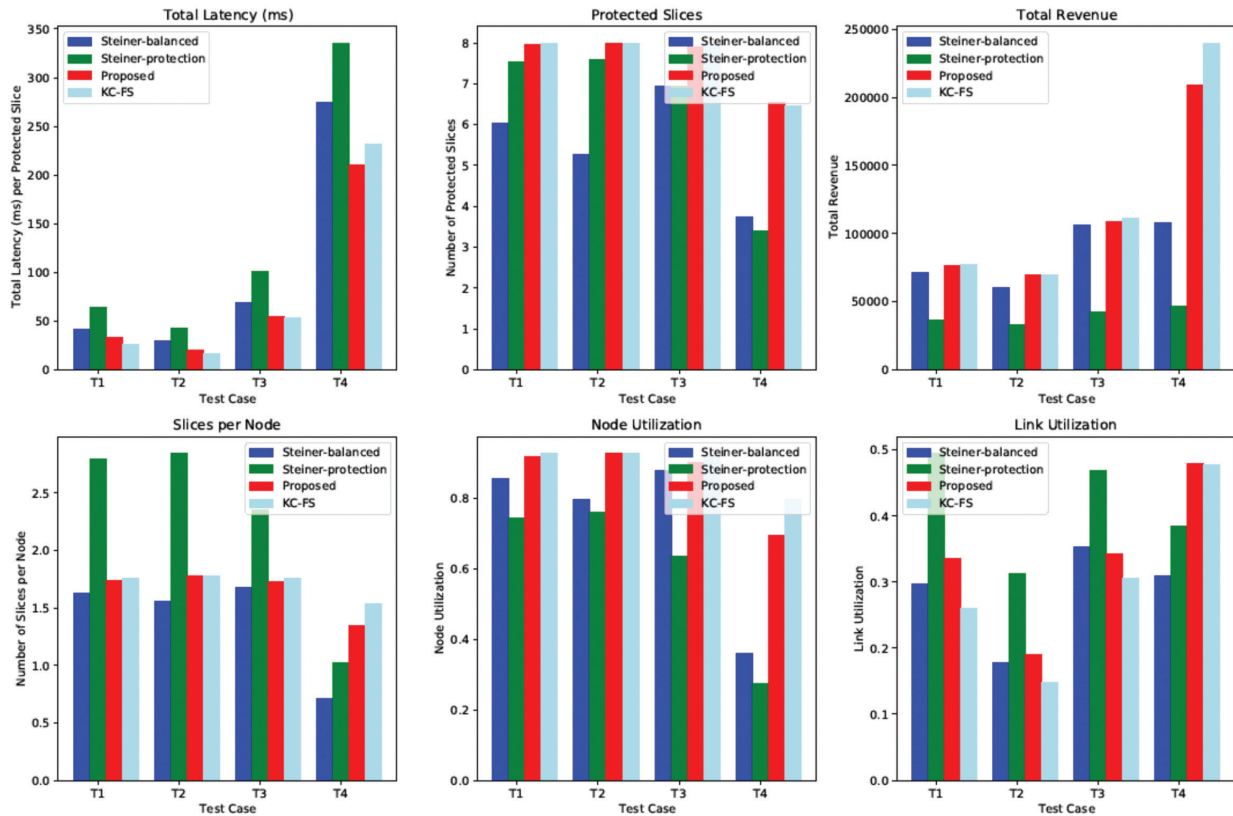 Total Latency (ms)
Total Latency (ms) per Protected Slice
350
300
250
200
150
100
50
0
Steiner-balanced
Steiner-protection
Proposed
KC-FS
T1 T2 T3 T4
Test Case
Protected Slices
Number of Protected Slices
8
7
6
5
4
3
2
1
0
Steiner-balanced
Steiner-protection
Proposed
KC-FS
T1 T2 T3 T4
Test Case
Total Revenue
Total Revenue
250000
200000
150000
100000
50000
0
Steiner-balanced
Steiner-protection
Proposed
KC-FS
T1 T2 T3 T4
Test Case
Slices per Node
Number of Slices per Node
2.5
2.0
1.5
1.0
0.5
0.0
Steiner-balanced
Steiner-protection
Proposed
KC-FS
T1 T2 T3 T4
Test Case
Node Utilization
Node Utilization
0.8
0.6
0.4
0.2
0.0
Steiner-balanced
Steiner-protection
Proposed
KC-FS
T1 T2 T3 T4
Test Case
Link Utilization
Link Utilization
0.5
0.4
0.3
0.2
0.1
0.0
Steiner-balanced
Steiner-protection
Proposed
KC-FS
T1 T2 T3 T4
Test Case